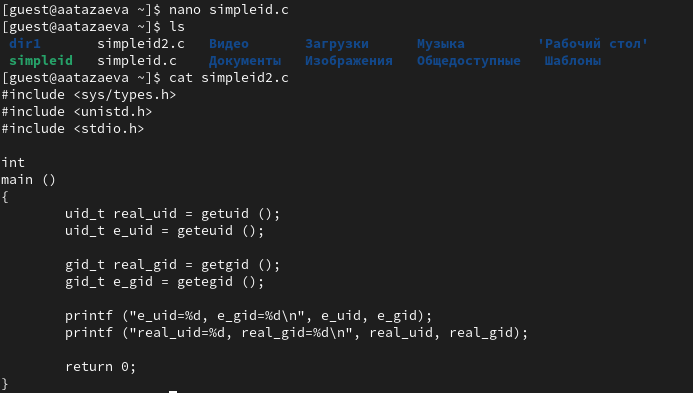 [guest@aatazaeva ~]$ nano simpleid.c
[guest@aatazaeva ~]$ ls
dir1 simpleid2.c Видео Загрузки Музыка 'Рабочий стол'
simpleid simpleid.c Документы Изображения Общедоступные Шаблоны
[guest@aatazaeva ~]$ cat simpleid2.c
#include <sys/types.h>
#include <unistd.h>
#include <stdio.h>
int
main ()
{
uid_t real_uid = getuid ();
uid_t e_uid = geteuid ();
gid_t real_gid = getgid ();
gid_t e_gid = getegid ();
printf ("e_uid=%d, e_gid=%d\n", e_uid, e_gid);
printf ("real_uid=%d, real_gid=%d\n", real_uid, real_gid);
return 0;
}